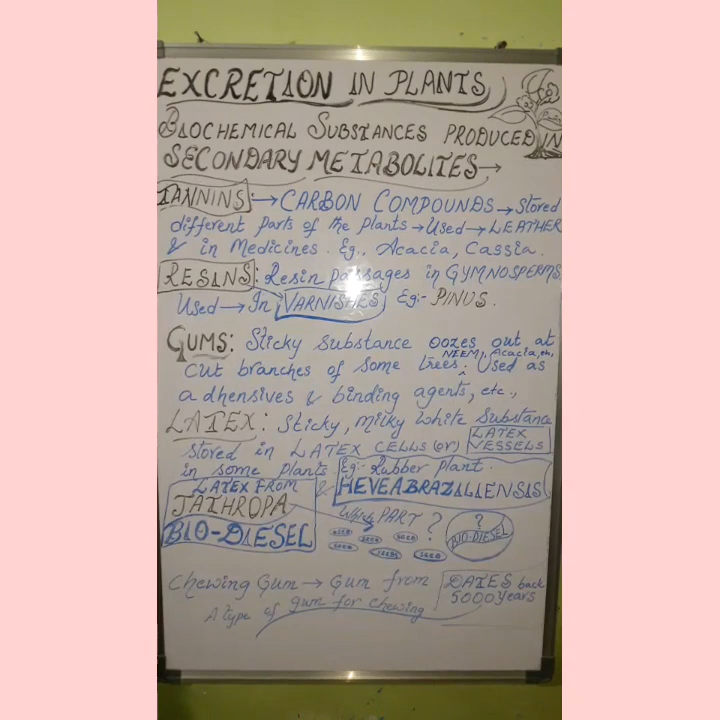 EXCRETION IN PLANTS
BIOCHEMICAL SUBSTANCES PRODUCED IN
SECONDARY METABOLITES →
TANNINS → CARBON COMPOUNDS → Stored
different parts of the plants → Used → LEATHER
& in Medicines. Eg., Acacia, Cassia.
RESINS: Resin passages in GYMNOSPERMS
Used → In VARNISHES Eg:- PINUS.
GUMS: Sticky substance oozes out at
NEEM, Acacia, etc,
cut branches of some trees; Used as
adhensives & binding agents, etc.,
LATEX: Sticky, milky white Substance
stored in LATEX CELLS (or) LATEX VESSELS
in some plants Eg:- Rubber Plant.
LATEX FROM & HEVEABRAZILIENSIS
JATHROPA
BIO-DIESEL
Which PART ?
SEED SEED SEED
SEED SEEDS SEED
? BIO-DIESEL
Chewing Gum → Gum from DATES back
5000 Years
A type of gum for chewing